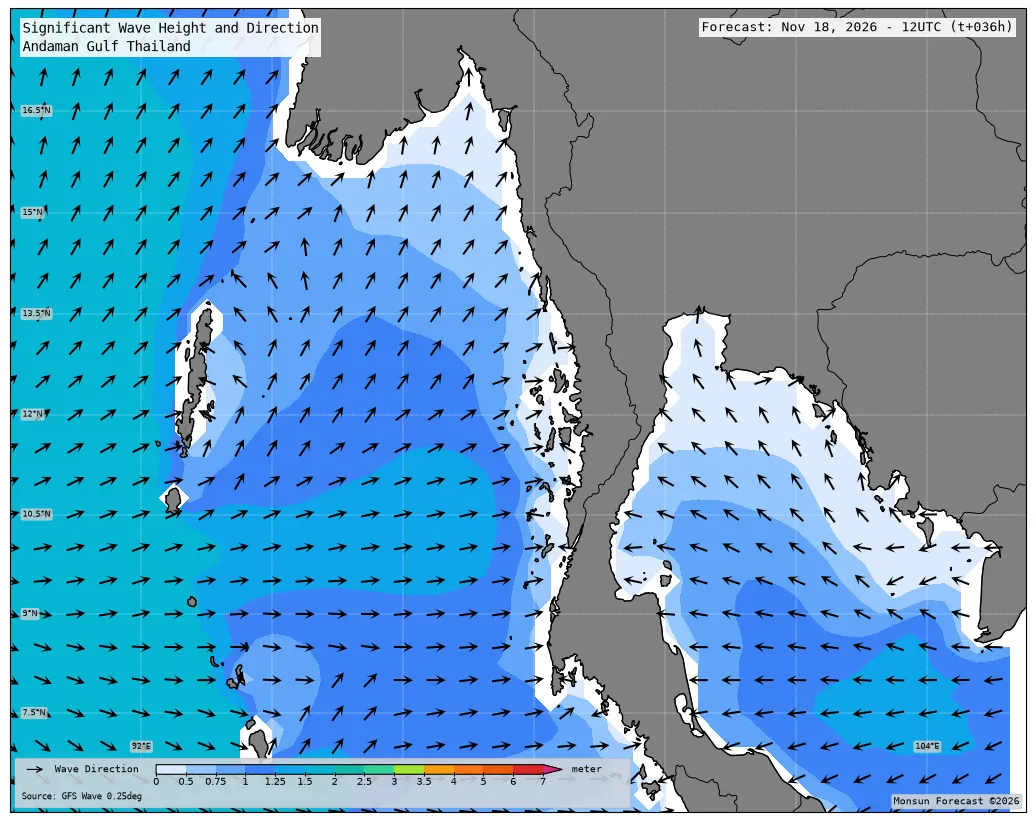 Significant Wave Height and Direction
Andaman Gulf Thailand
Forecast: Nov 18, 2026 - 12UTC (t+036h)
16.5°N
15°N
13.5°N
12°N
10.5°N
9°N
7.5°N
92°E
104°E
Wave Direction
0.5 0.75 1 1.25 1.5 2 2.5 3 3.5 4 5 6 7
meter
Source: GFS Wave 0.25deg
Monsun Forecast ©2026